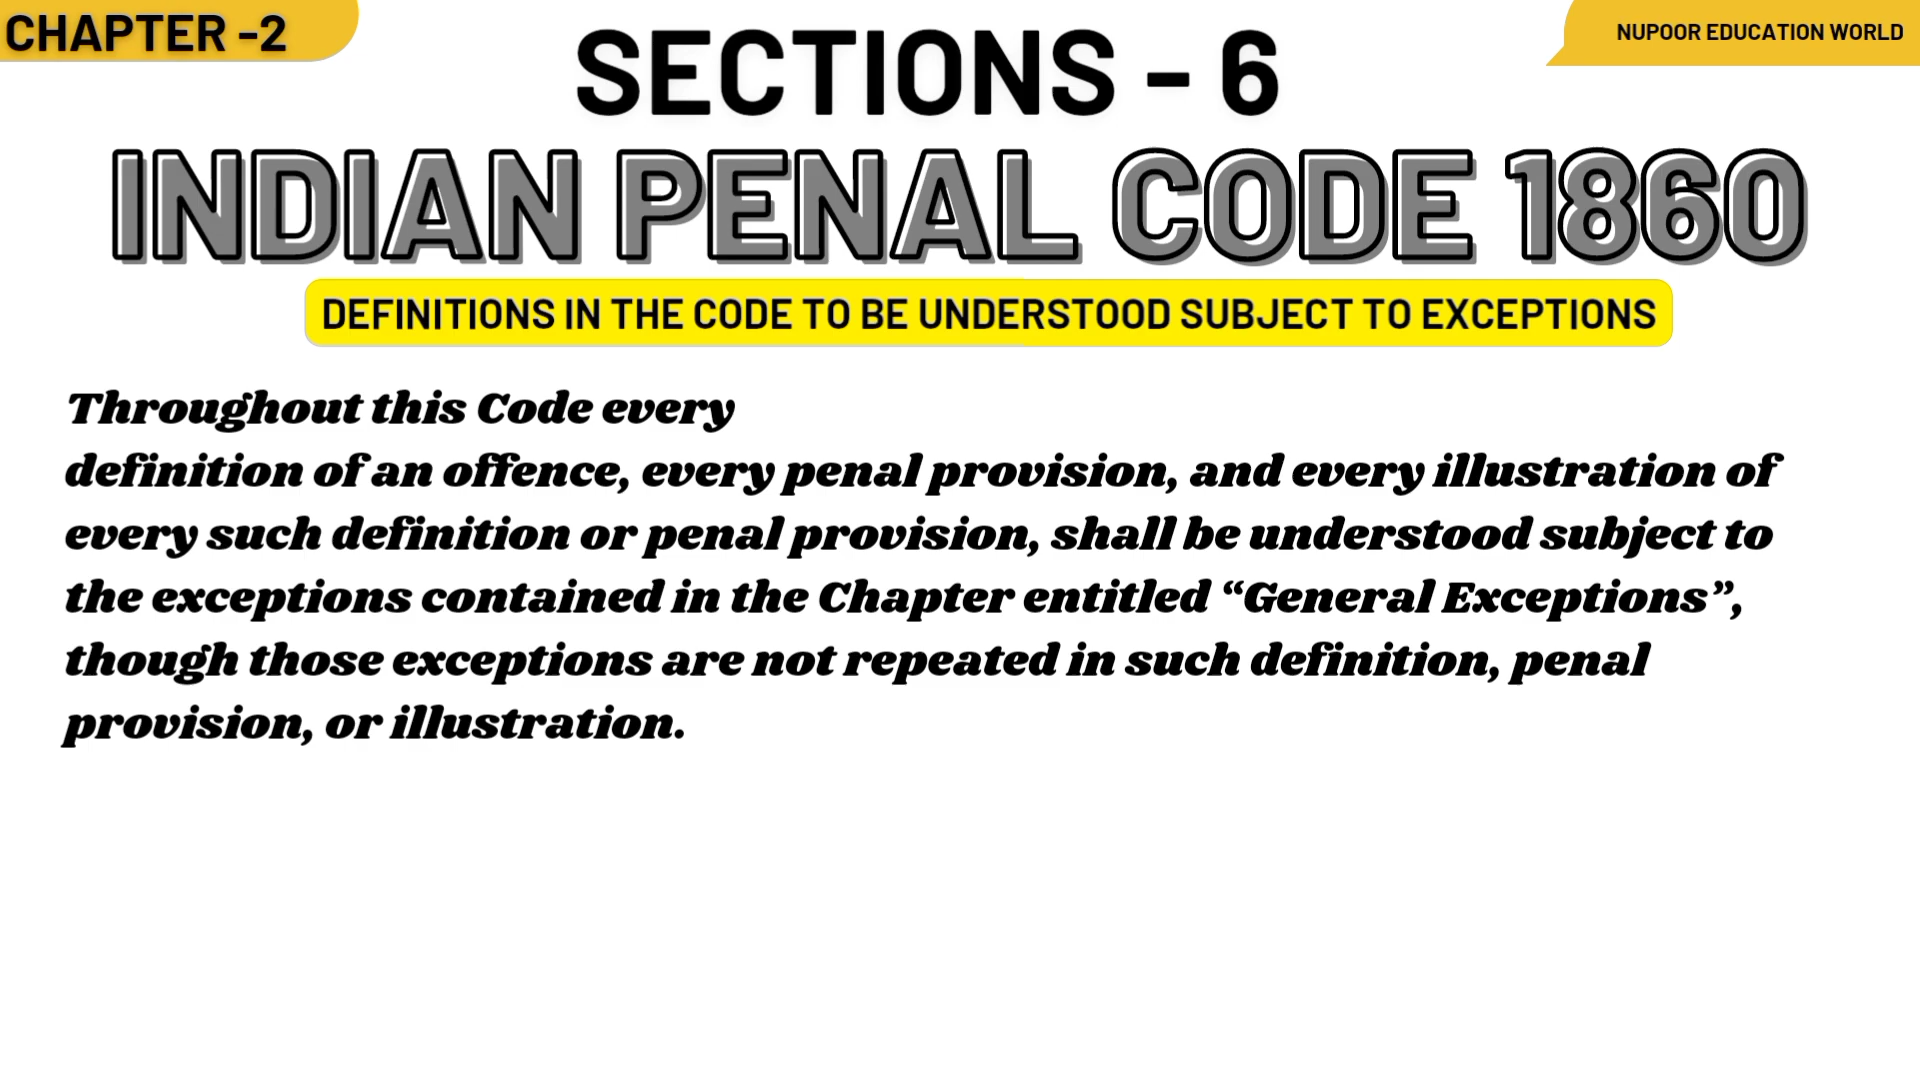 CHAPTER -2
NUPOOR EDUCATION WORLD
SECTIONS - 6
INDIAN PENAL CODE 1860
DEFINITIONS IN THE CODE TO BE UNDERSTOOD SUBJECT TO EXCEPTIONS
Throughout this Code every
definition of an offence, every penal provision, and every illustration of
every such definition or penal provision, shall be understood subject to
the exceptions contained in the Chapter entitled “General Exceptions”,
though those exceptions are not repeated in such definition, penal
provision, or illustration.